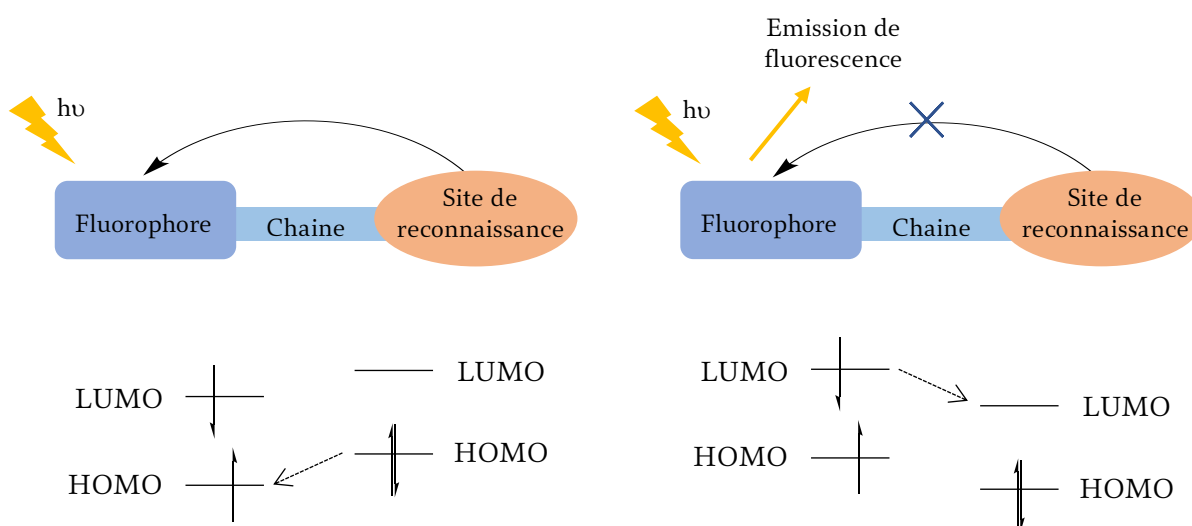 hυ
Fluorophore
Chaine
Site de
reconnaissance
LUMO
LUMO
HOMO
HOMO
Emission de
fluorescence
hυ
Fluorophore
Chaine
Site de
reconnaissance
LUMO
LUMO
HOMO
HOMO